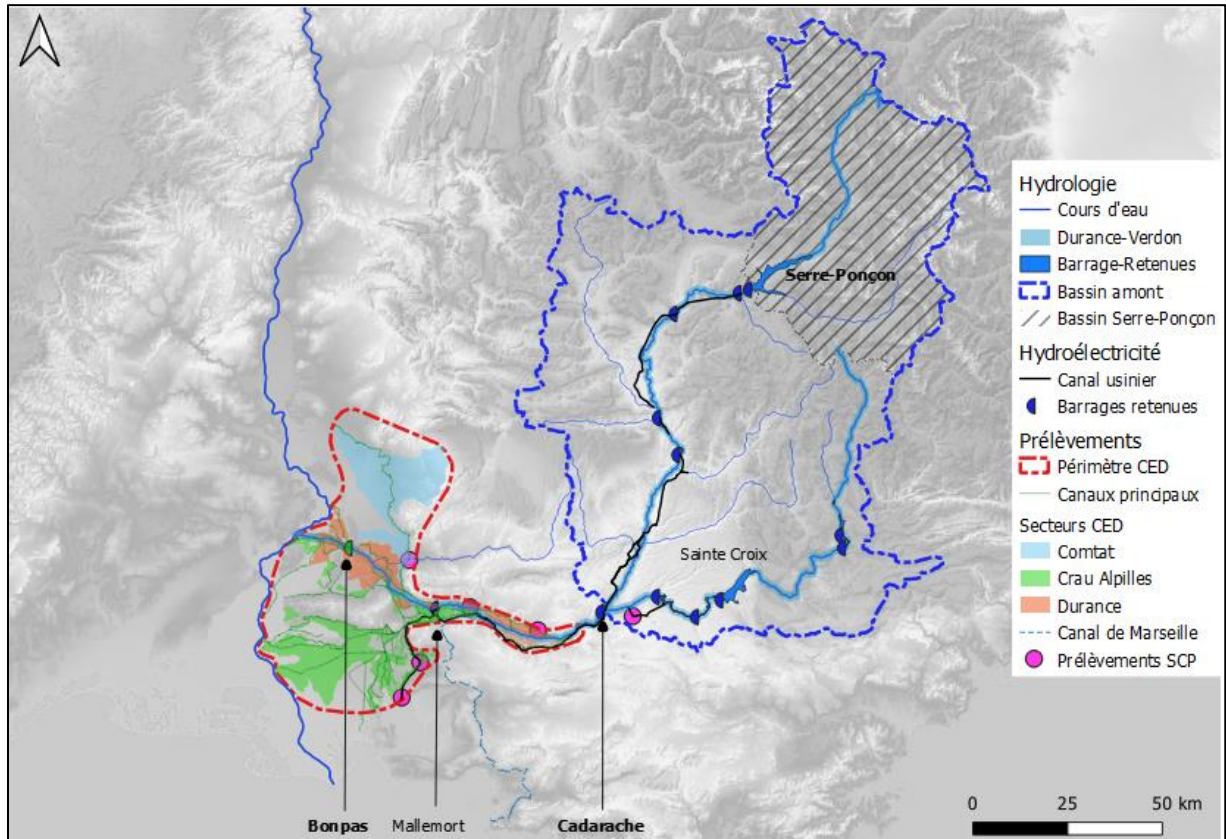 Hydrologie
Cours d'eau
Durance-Verdon
Barrage-Retenues
Bassin amont
Bassin Serre-Ponçon
Hydroélectricité
Canal usinier
Barrages retenues
Prélèvements
Périmètre CED
Canaux principaux
Secteurs CED
Comtat
Crau Alpilles
Durance
Canal de Marseille
Prélèvements SCP
Serre-Ponçon
Sainte Croix
Bonpas
Mallemort
Cadarache
0 25 50 km